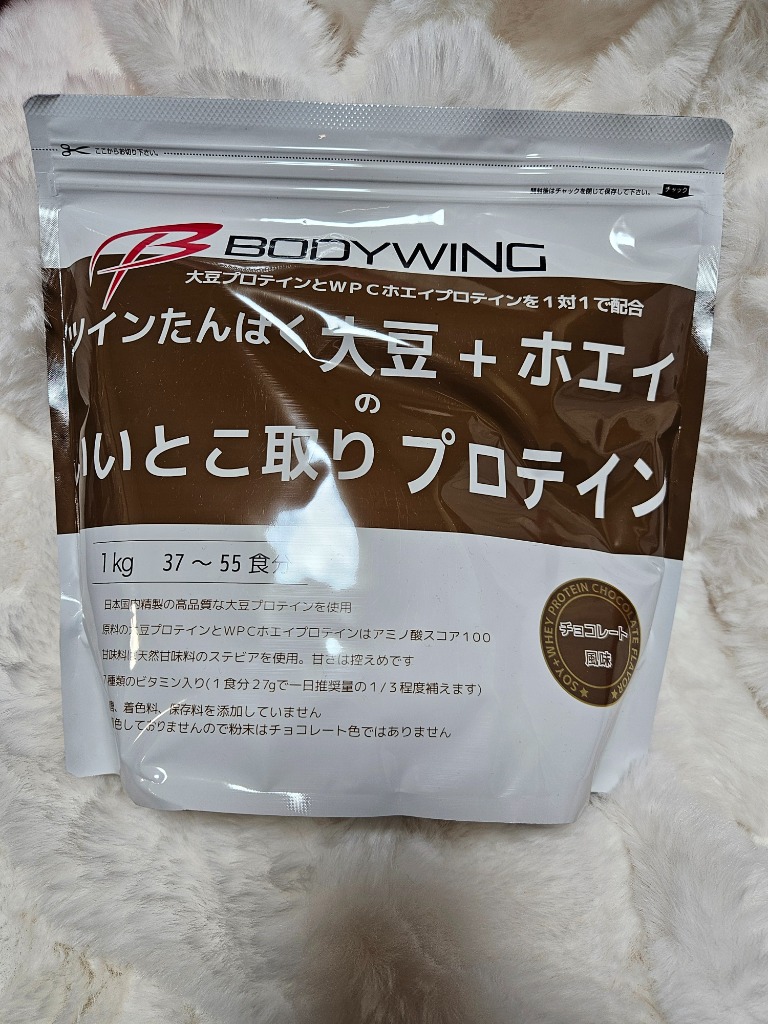 ここからお切り下さい。
開封後はチャックを閉じて保存して下さい。 チャック
BODYWING
大豆プロテインとWPCホエイプロテインを1対1で配合
ツインたんぱく 大豆 + ホエイ
の
いいとこ取り プロテイン
1kg 37～55食分
日本国内精製の高品質な大豆プロテインを使用
原料の大豆プロテインとWPCホエイプロテインはアミノ酸スコア100
甘味料は天然甘味料のステビアを使用。甘さは控えめです
種類のビタミン入り(1食分27gで一日推奨量の1/3程度補えます)
、着色料、保存料を添加していません
色しておりませんので粉末はチョコレート色ではありません
SOY+WHEY PROTEIN CHOCOLATE FLAVOR
チョコレート
風味